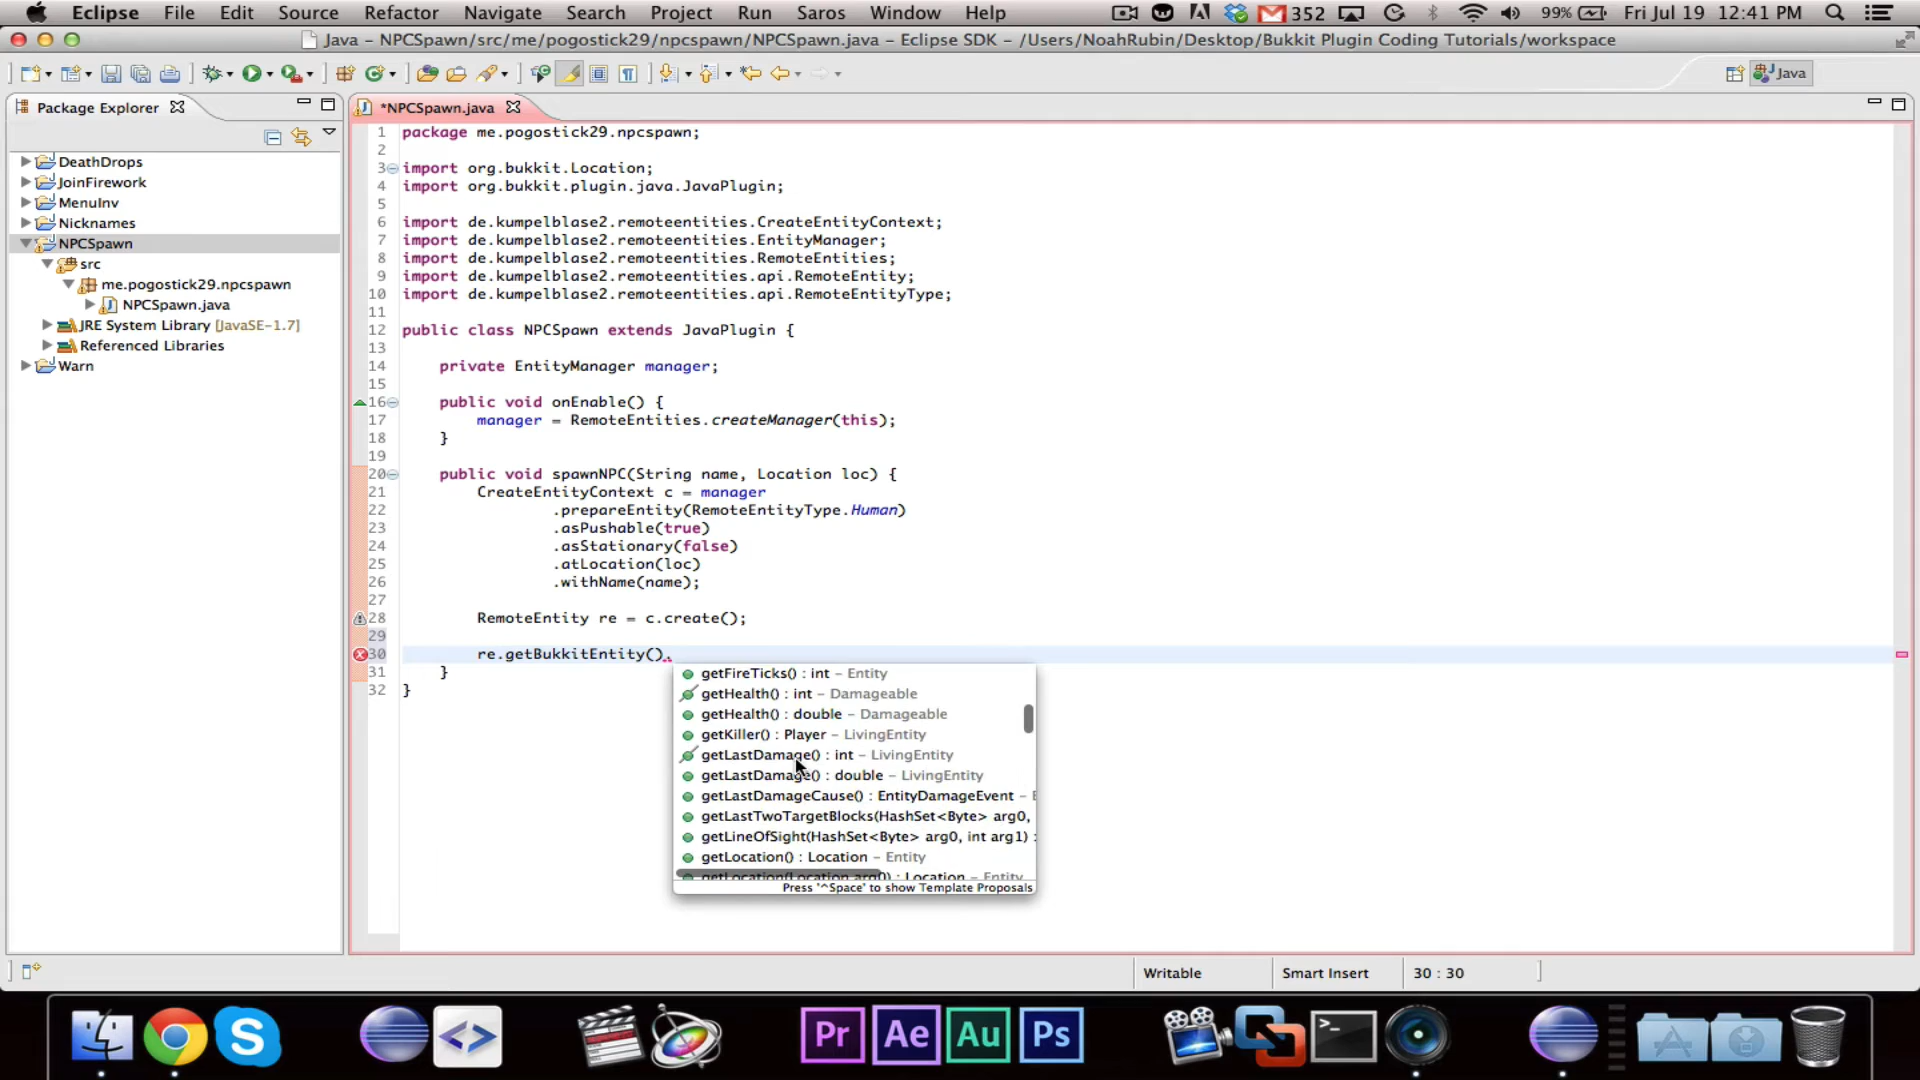 Eclipse File Edit Source Refactor Navigate Search Project Run Saros Window Help 352 99% Fri Jul 19 12:41 PM
Java – NPCSpawn/src/me/pogostick29/npcspawn/NPCSpawn.java – Eclipse SDK – /Users/NoahRubin/Desktop/Bukkit Plugin Coding Tutorials/workspace
Java
Package Explorer
DeathDrops
JoinFirework
MenuInv
Nicknames
NPCSpawn
src
me.pogostick29.npcspawn
NPCSpawn.java
JRE System Library [JavaSE-1.7]
Referenced Libraries
Warn
*NPCSpawn.java
1 package me.pogostick29.npcspawn;
2
3 import org.bukkit.Location;
4 import org.bukkit.plugin.java.JavaPlugin;
5
6 import de.kumpelblase2.remoteentities.CreateEntityContext;
7 import de.kumpelblase2.remoteentities.EntityManager;
8 import de.kumpelblase2.remoteentities.RemoteEntities;
9 import de.kumpelblase2.remoteentities.api.RemoteEntity;
10 import de.kumpelblase2.remoteentities.api.RemoteEntityType;
11
12 public class NPCSpawn extends JavaPlugin {
13
14 private EntityManager manager;
15
16 public void onEnable() {
17 manager = RemoteEntities.createManager(this);
18 }
19
20 public void spawnNPC(String name, Location loc) {
21 CreateEntityContext c = manager
22 .prepareEntity(RemoteEntityType.Human)
23 .asPushable(true)
24 .asStationary(false)
25 .atLocation(loc)
26 .withName(name);
27
28 RemoteEntity re = c.create();
29
30 re.getBukkitEntity().
31 }
32 }
getFireTicks() : int – Entity
getHealth() : int – Damageable
getHealth() : double – Damageable
getKiller() : Player – LivingEntity
getLastDamage() : int – LivingEntity
getLastDamage() : double – LivingEntity
getLastDamageCause() : EntityDamageEvent – E
getLastTwoTargetBlocks(HashSet<Byte> arg0,
getLineOfSight(HashSet<Byte> arg0, int arg1) :
getLocation() : Location – Entity
getLocation(Location arg0) : Location – Entity
Press '^Space' to show Template Proposals
Writable Smart Insert 30 : 30
Pr Ae Au Ps